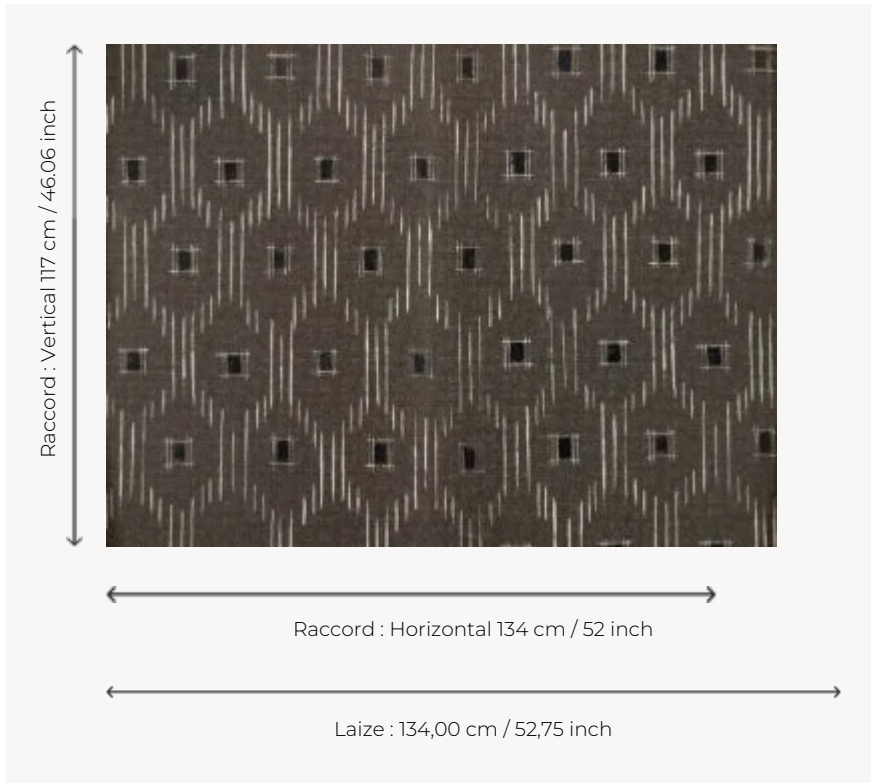 Raccord : Vertical 117 cm / 46.06 inch
Raccord : Horizontal 134 cm / 52 inch
Laize : 134,00 cm / 52,75 inch